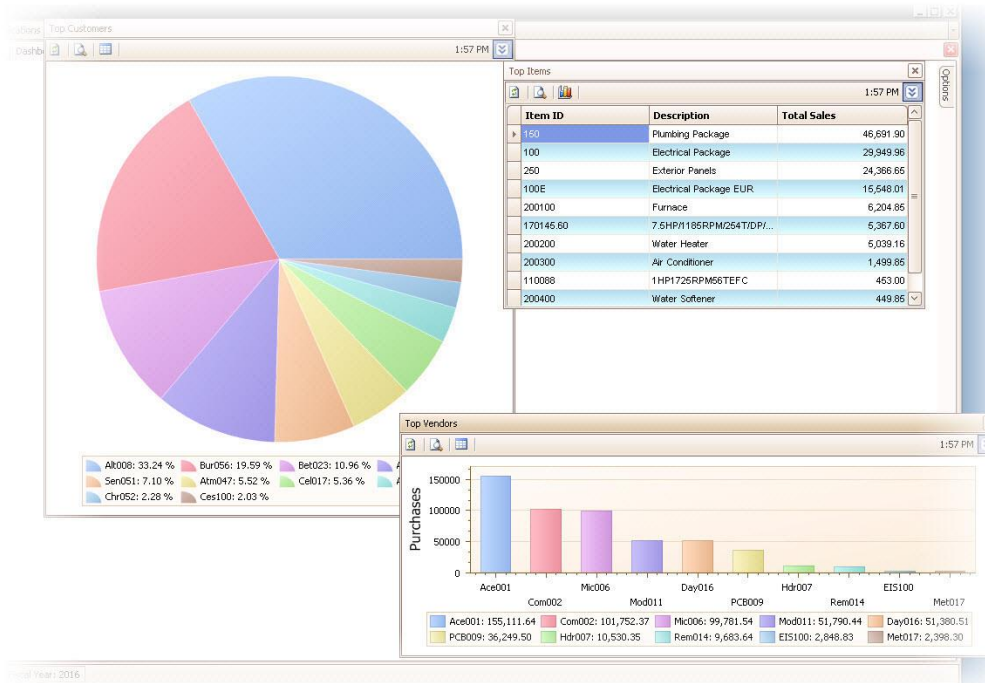 Top Customers
Dashb
1:57 PM
Alt008: 33.24 % Bur056: 19.59 % Bet023: 10.96 % A
Sen051: 7.10 % Atm047: 5.52 % Cel017: 5.36 % A
Chr052: 2.28 % Ces100: 2.03 %
Top Items
1:57 PM
Options
Item ID Description Total Sales
150 Plumbing Package 46,691.90
100 Electrical Package 29,949.96
250 Exterior Panels 24,366.65
100E Electrical Package EUR 15,548.01
200100 Furnace 6,204.85
170145.60 7.5HP/1185RPM/254T/DP/... 5,367.60
200200 Water Heater 5,039.16
200300 Air Conditioner 1,499.85
110088 1HP1725RPM56TEFC 453.00
200400 Water Softener 449.85
Top Vendors
1:57 PM
Purchases
150000
100000
50000
0
Ace001 Mic006 Day016 Hdr007 EIS100
Com002 Mod011 PCB009 Rem014 Met017
Ace001: 155,111.64 Com002: 101,752.37 Mic006: 99,781.54 Mod011: 51,790.44 Day016: 51,380.51
PCB009: 36,249.50 Hdr007: 10,530.35 Rem014: 9,683.64 EIS100: 2,848.83 Met017: 2,398.30
Year: 2016